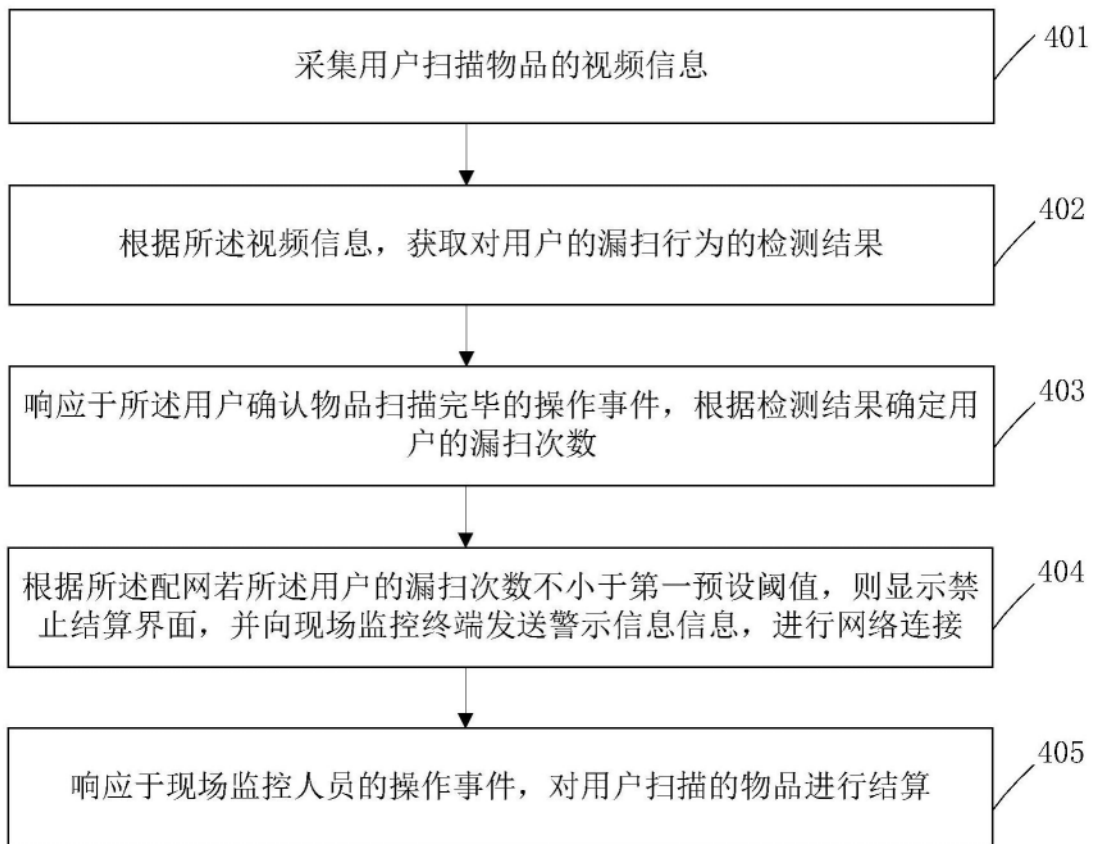 采集用户扫描物品的视频信息
401
根据所述视频信息，获取对用户的漏扫行为的检测结果
402
响应于所述用户确认物品扫描完毕的操作事件，根据检测结果确定用
户的漏扫次数
403
根据所述配网若所述用户的漏扫次数不小于第一预设阈值，则显示禁
止结算界面，并向现场监控终端发送警示信息信息，进行网络连接
404
响应于现场监控人员的操作事件，对用户扫描的物品进行结算
405